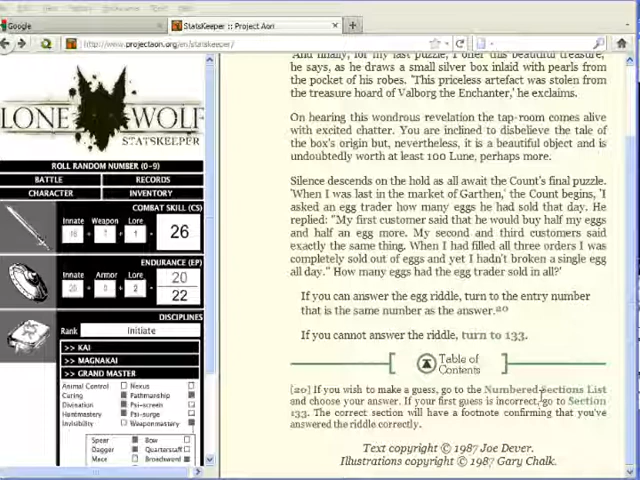 Google
StatsKeeper :: Project Aon
http://www.projectaon.org/en/statskeeper/
LONE WOLF
STATSKEEPER
ROLL RANDOM NUMBER (0-9)
BATTLE RECORDS
CHARACTER INVENTORY
COMBAT SKILL (CS)
Innate Weapon Lore
26
ENDURANCE (EP)
Innate Armor Lore
20
22
DISCIPLINES
Rank Initiate
>> KAI
>> MAGNAKAI
>> GRAND MASTER
Animal Control Nexus
Curing Pathmanship
Divination Psi-screen
Huntmastery Psi-surge
Invisibility Weaponmastery
Spear Bow
Dagger Quarterstaff
Mace Broadsword
'And finally, for my last puzzle, I offer this beautiful treasure,'
he says, as he draws a small silver box inlaid with pearls from
the pocket of his robes. 'This priceless artefact was stolen from
the treasure hoard of Valborg the Enchanter,' he exclaims.
On hearing this wondrous revelation the tap-room comes alive
with excited chatter. You are inclined to disbelieve the tale of
the box's origin but, nevertheless, it is a beautiful object and is
undoubtedly worth at least 100 Lune, perhaps more.
Silence descends on the hold as all await the Count's final puzzle.
'When I was last in the market of Garthen,' the Count begins, 'I
asked an egg trader how many eggs he had sold that day. He
replied: "My first customer said that he would buy half my eggs
and half an egg more. My second and third customers said
exactly the same thing. When I had filled all three orders I was
completely sold out of eggs and yet I hadn't broken a single egg
all day." How many eggs had the egg trader sold in all?'
If you can answer the egg riddle, turn to the entry number
that is the same number as the answer.20
If you cannot answer the riddle, turn to 133.
Table of
Contents
[20] If you wish to make a guess, go to the Numbered Sections List
and choose your answer. If your first guess is incorrect, go to Section
133. The correct section will have a footnote confirming that you've
answered the riddle correctly.
Text copyright © 1987 Joe Dever.
Illustrations copyright © 1987 Gary Chalk.